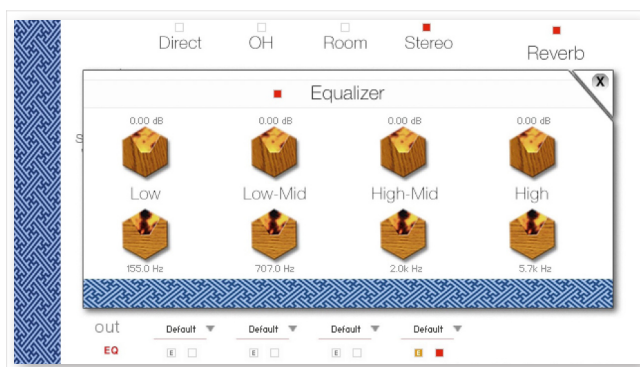 Direct OH Room Stereo Reverb
Equalizer X
0.00 dB 0.00 dB 0.00 dB 0.00 dB
Low Low-Mid High-Mid High
155.0 Hz 707.0 Hz 2.0k Hz 5.7k Hz
out Default Default Default Default
EQ E E E E